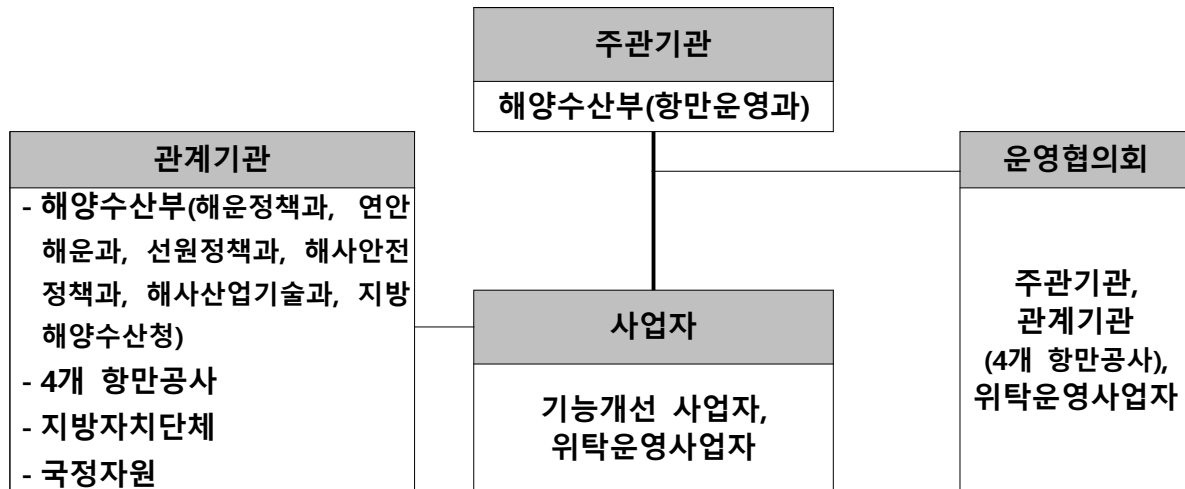 주관기관
해양수산부(항만운영과)
관계기관
- 해양수산부(해운정책과, 연안
해운과, 선원정책과, 해사안전
정책과, 해사산업기술과, 지방
해양수산청)
- 4개 항만공사
- 지방자치단체
- 국정자원
사업자
기능개선 사업자,
위탁운영사업자
운영협의회
주관기관,
관계기관
(4개 항만공사),
위탁운영사업자